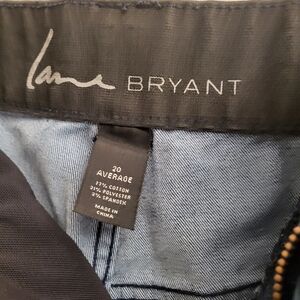 Lane BRYANT
20
AVERAGE
77% COTTON
21% POLYESTER
2% SPANDEX
MADE IN
CHINA